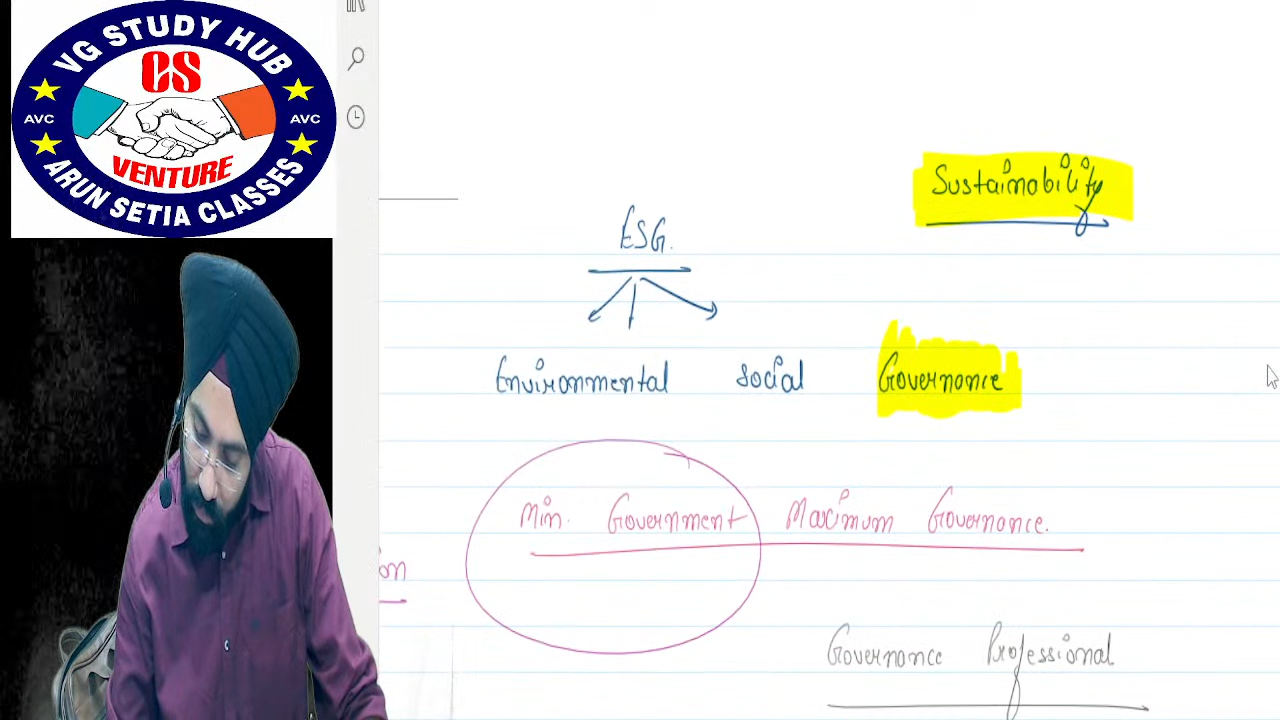 VG STUDY HUB
CS
AVC AVC
VENTURE
ARUN SETIA CLASSES
Sustainability
ESG.
Environmental Social Governance
Min. Government Maximum Governance.
on
Governance Professional